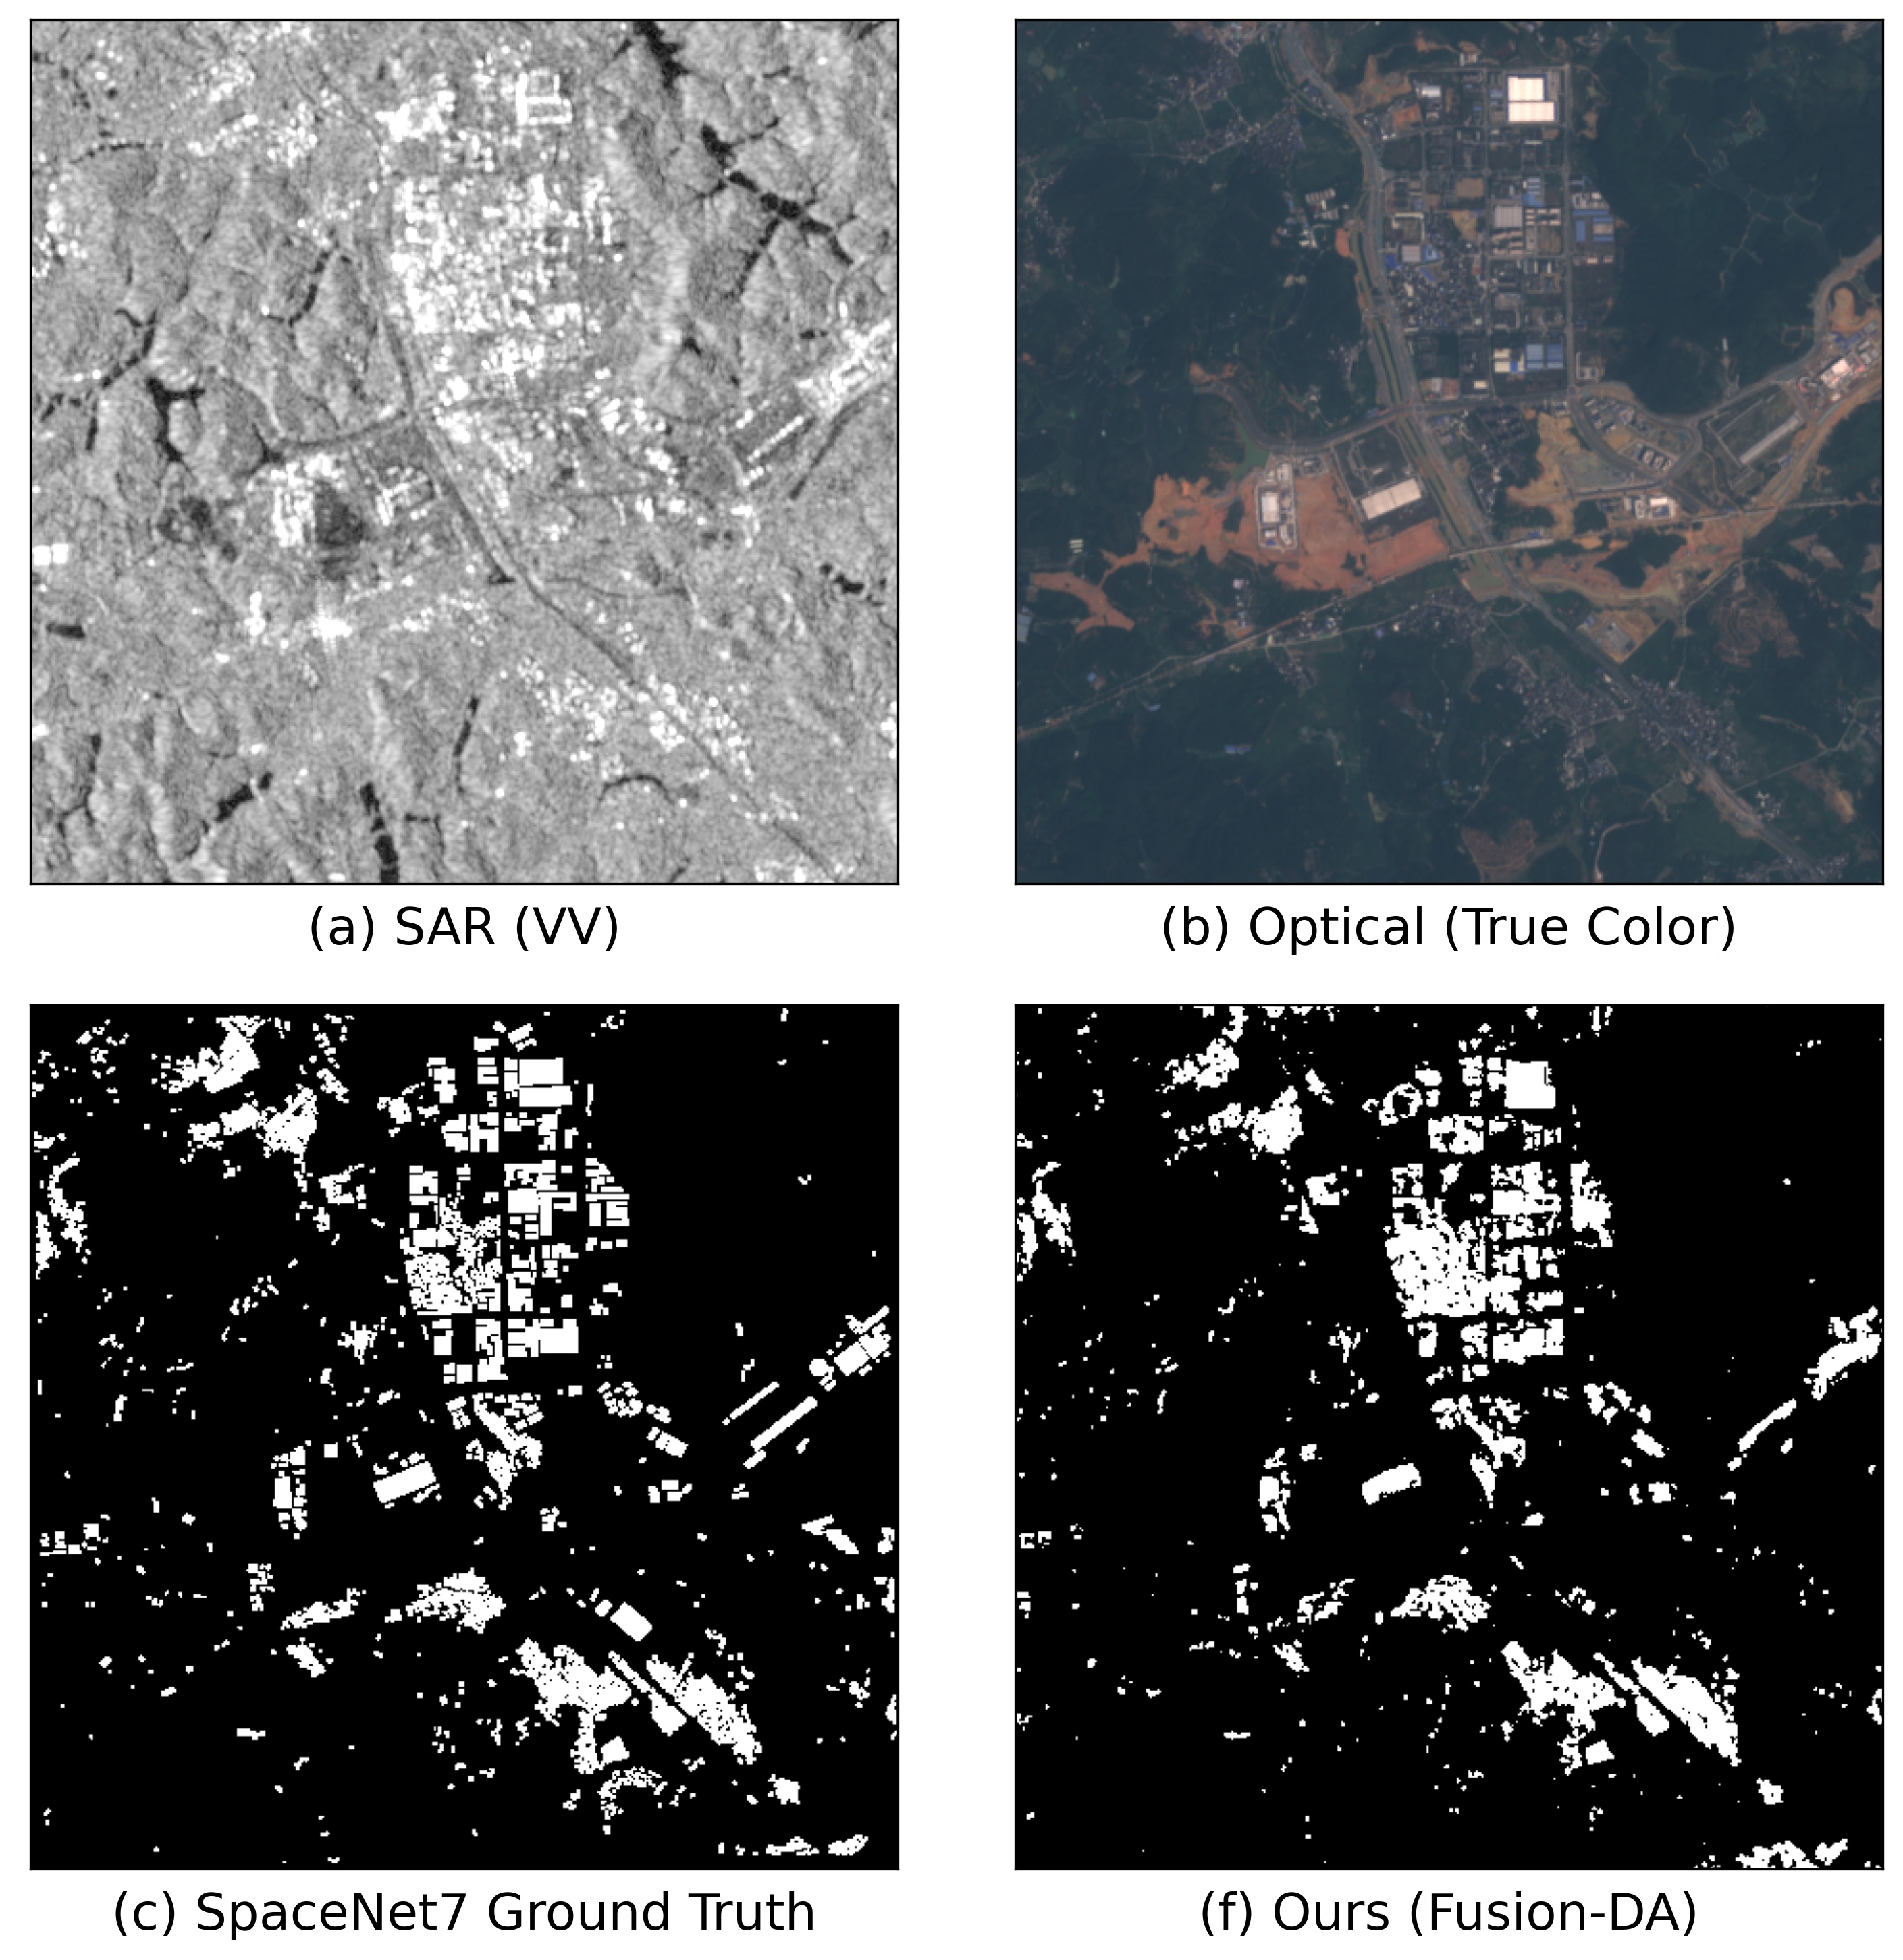 (a) SAR (VV)
(b) Optical (True Color)
(c) SpaceNet7 Ground Truth
(f) Ours (Fusion-DA)